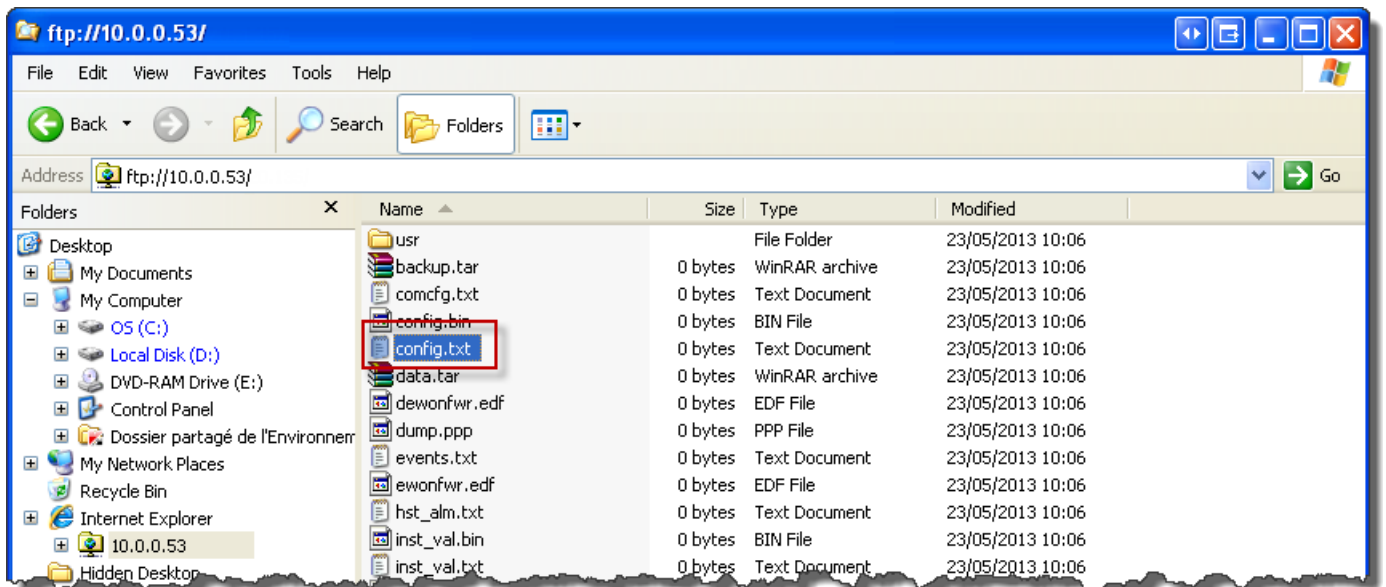 ftp://10.0.0.53/
File Edit View Favorites Tools Help
Back Search Folders
Address ftp://10.0.0.53/ Go
Folders X Name Size Type Modified
Desktop
My Documents
My Computer
OS (C:)
Local Disk (D:)
DVD-RAM Drive (E:)
Control Panel
Dossier partagé de l'Environnem
My Network Places
Recycle Bin
Internet Explorer
10.0.0.53
Hidden Desktop
usr File Folder 23/05/2013 10:06
backup.tar 0 bytes WinRAR archive 23/05/2013 10:06
comcfg.txt 0 bytes Text Document 23/05/2013 10:06
config.bin 0 bytes BIN File 23/05/2013 10:06
config.txt 0 bytes Text Document 23/05/2013 10:06
data.tar 0 bytes WinRAR archive 23/05/2013 10:06
dewonfwr.edf 0 bytes EDF File 23/05/2013 10:06
dump.ppp 0 bytes PPP File 23/05/2013 10:06
events.txt 0 bytes Text Document 23/05/2013 10:06
ewonfwr.edf 0 bytes EDF File 23/05/2013 10:06
hst_alm.txt 0 bytes Text Document 23/05/2013 10:06
inst_val.bin 0 bytes BIN File 23/05/2013 10:06
inst_val.txt 0 bytes Text Document 23/05/2013 10:06